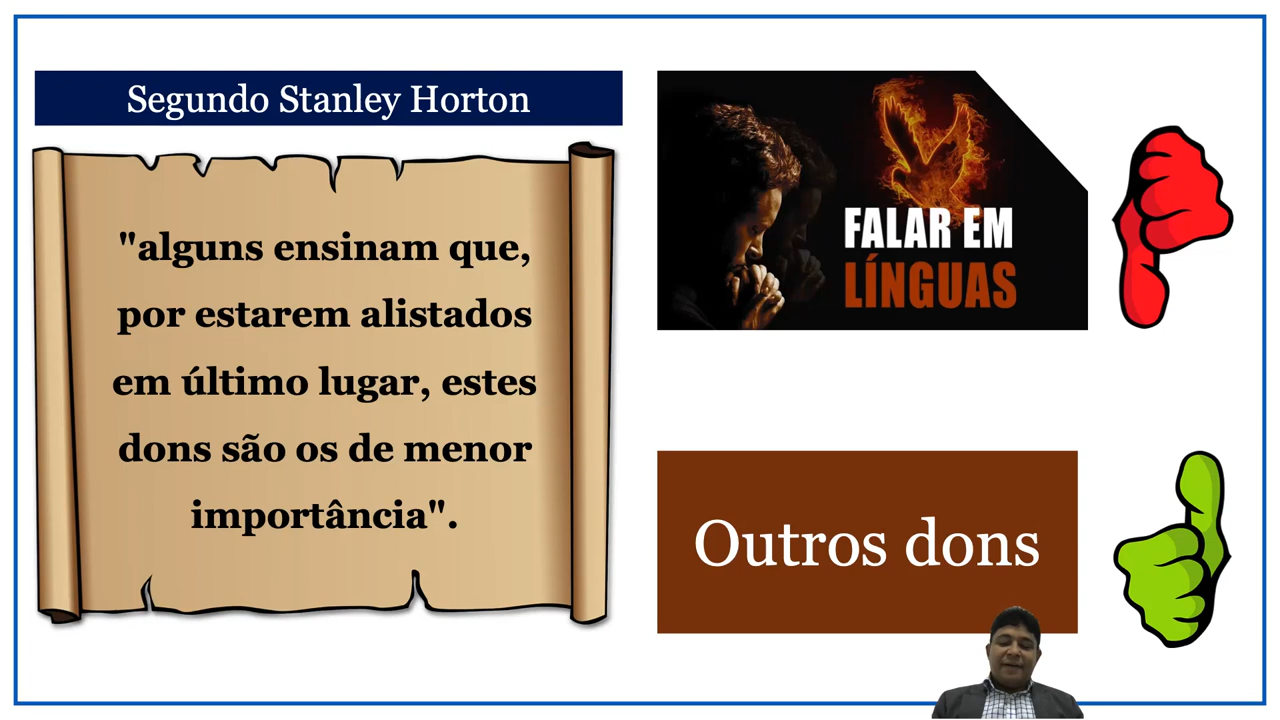 Segundo Stanley Horton
"alguns ensinam que,
por estarem alistados
em último lugar, estes
dons são os de menor
importância".
FALAR EM
LÍNGUAS
Outros dons